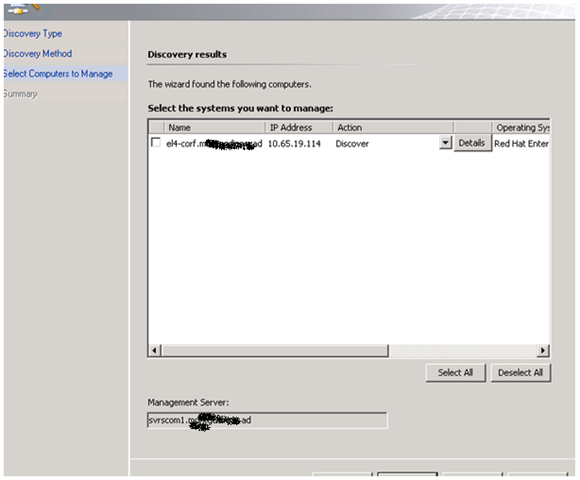 Discovery Type
Discovery Method
Select Computers to Manage
Summary
Discovery results
The wizard found the following computers.
Select the systems you want to manage:
Name IP Address Action Operating Sys
el4-corf.m ad 10.65.19.114 Discover Details Red Hat Enter
Select All Deselect All
Management Server:
svrscom1.m ad